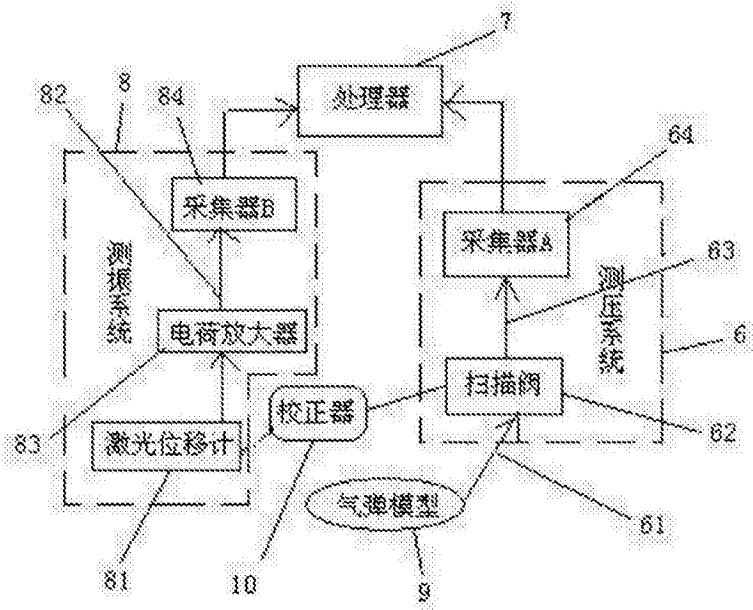 7
处理器
8
82
84
采集器B
64
采集器A
63
测振系统
测压系统
电荷放大器
6
扫描阀
校正器
83
激光位移计
62
气弹模型
61
81
10
9